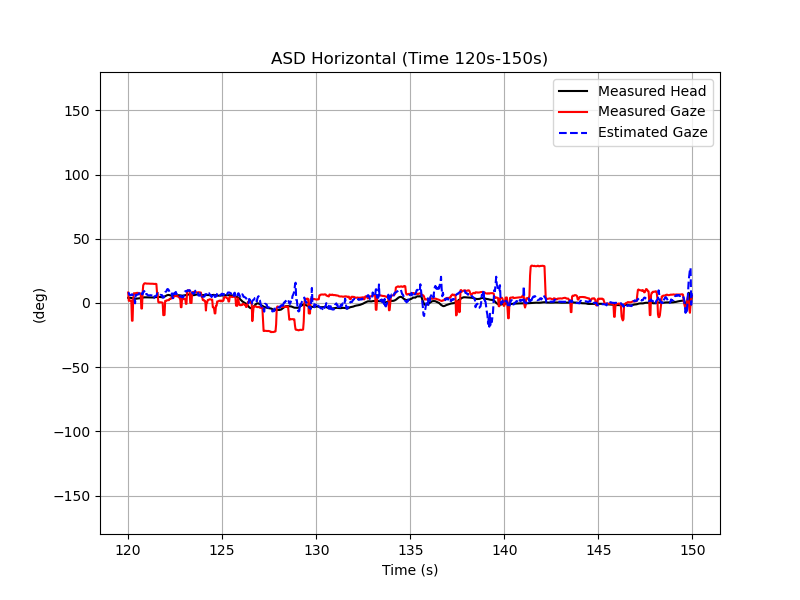 ASD Horizontal (Time 120s-150s)
Measured Head
Measured Gaze
Estimated Gaze
150
100
50
0
−50
−100
−150
(deg)
120
125
130
135
140
145
150
Time (s)